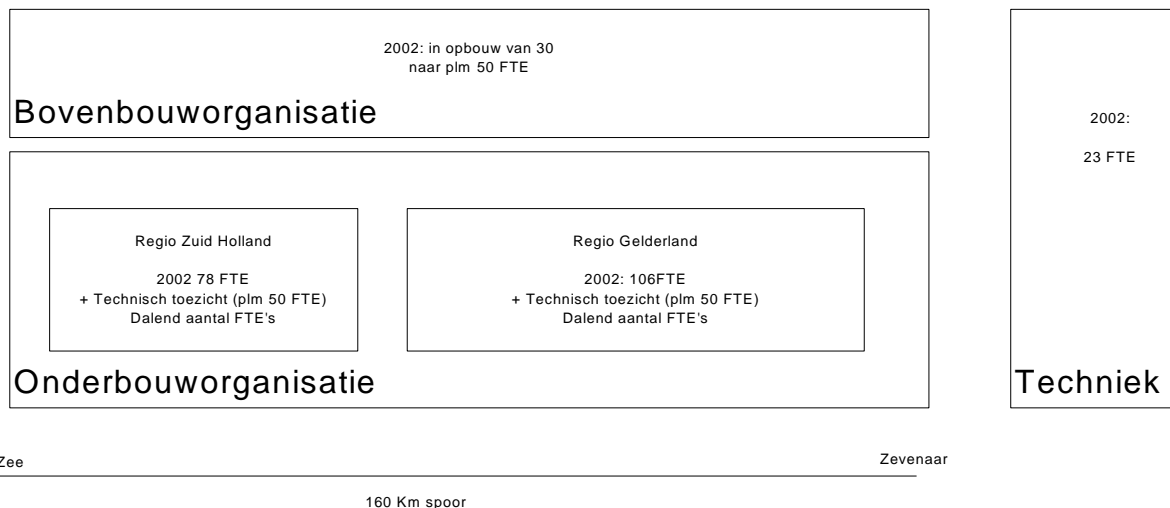 2002: in opbouw van 30
naar plm 50 FTE
Bovenbouworganisatie
Regio Zuid Holland
2002 78 FTE
+ Technisch toezicht (plm 50 FTE)
Dalend aantal FTE's
Regio Gelderland
2002: 106FTE
+ Technisch toezicht (plm 50 FTE)
Dalend aantal FTE's
Onderbouworganisatie
2002:
23 FTE
Techniek
Zee
Zevenaar
160 Km spoor